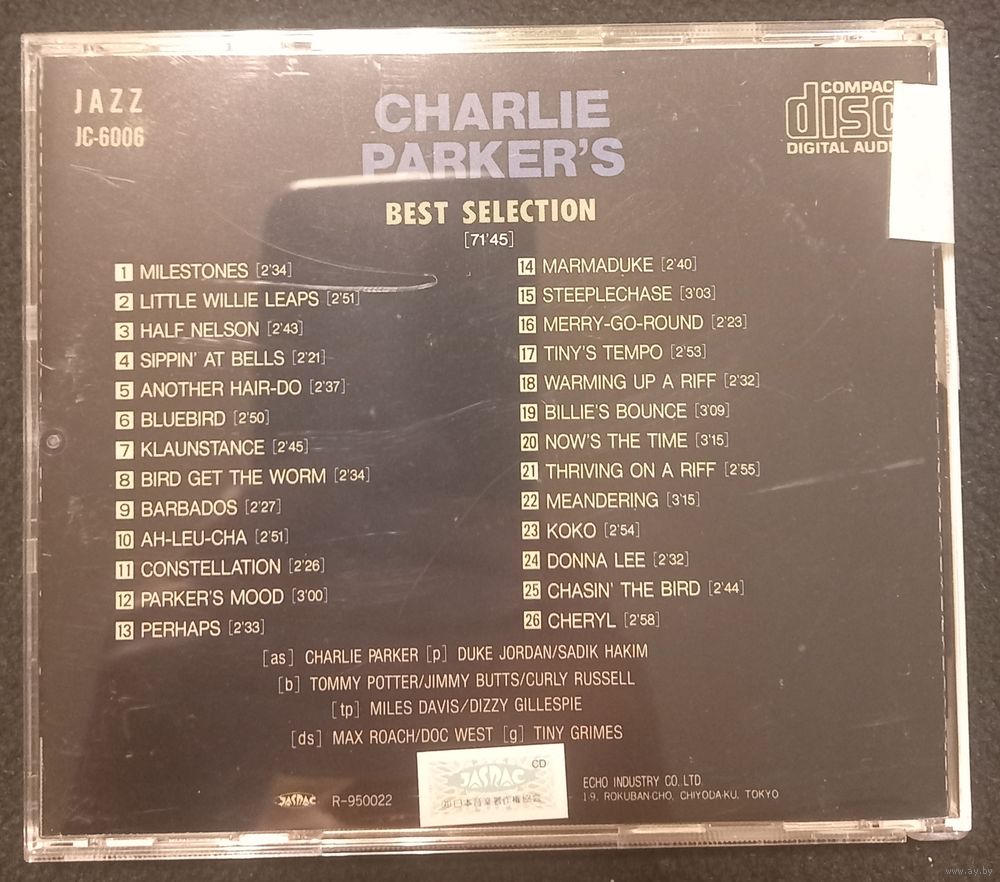 JAZZ
JC-6006
CHARLIE
PARKER'S
COMPACT
disc
DIGITAL AUDI
BEST SELECTION
[71'45]
1 MILESTONES [2'34]
2 LITTLE WILLIE LEAPS [2'51]
3 HALF NELSON [2'43]
4 SIPPIN' AT BELLS [2'21]
5 ANOTHER HAIR-DO [2'37]
6 BLUEBIRD [2'50]
7 KLAUNSTANCE [2'45]
8 BIRD GET THE WORM [2'34]
9 BARBADOS [2'27]
10 AH-LEU-CHA [2'51]
11 CONSTELLATION [2'26]
12 PARKER'S MOOD [3'00]
13 PERHAPS [2'33]
14 MARMADUKE [2'40]
15 STEEPLECHASE [3'03]
16 MERRY-GO-ROUND [2'23]
17 TINY'S TEMPO [2'53]
18 WARMING UP A RIFF [2'32]
19 BILLIE'S BOUNCE [3'09]
20 NOW'S THE TIME [3'15]
21 THRIVING ON A RIFF [2'55]
22 MEANDERING [3'15]
23 KOKO [2'54]
24 DONNA LEE [2'32]
25 CHASIN' THE BIRD [2'44]
26 CHERYL [2'58]
[as] CHARLIE PARKER [p] DUKE JORDAN/SADIK HAKIM
[b] TOMMY POTTER/JIMMY BUTTS/CURLY RUSSELL
[tp] MILES DAVIS/DIZZY GILLESPIE
[ds] MAX ROACH/DOC WEST [g] TINY GRIMES
JASRAC R-950022
CD
JASRAC
ECHO INDUSTRY CO. LTD.
1-9, ROKUBAN-CHO, CHIYODA-KU, TOKYO
www.ay.by